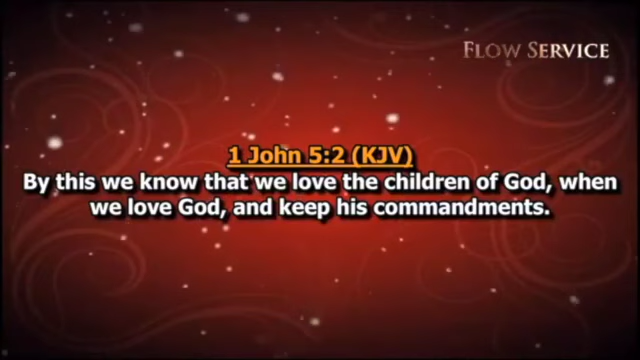 FLOW SERVICE
1 John 5:2 (KJV)
By this we know that we love the children of God, when
we love God, and keep his commandments.